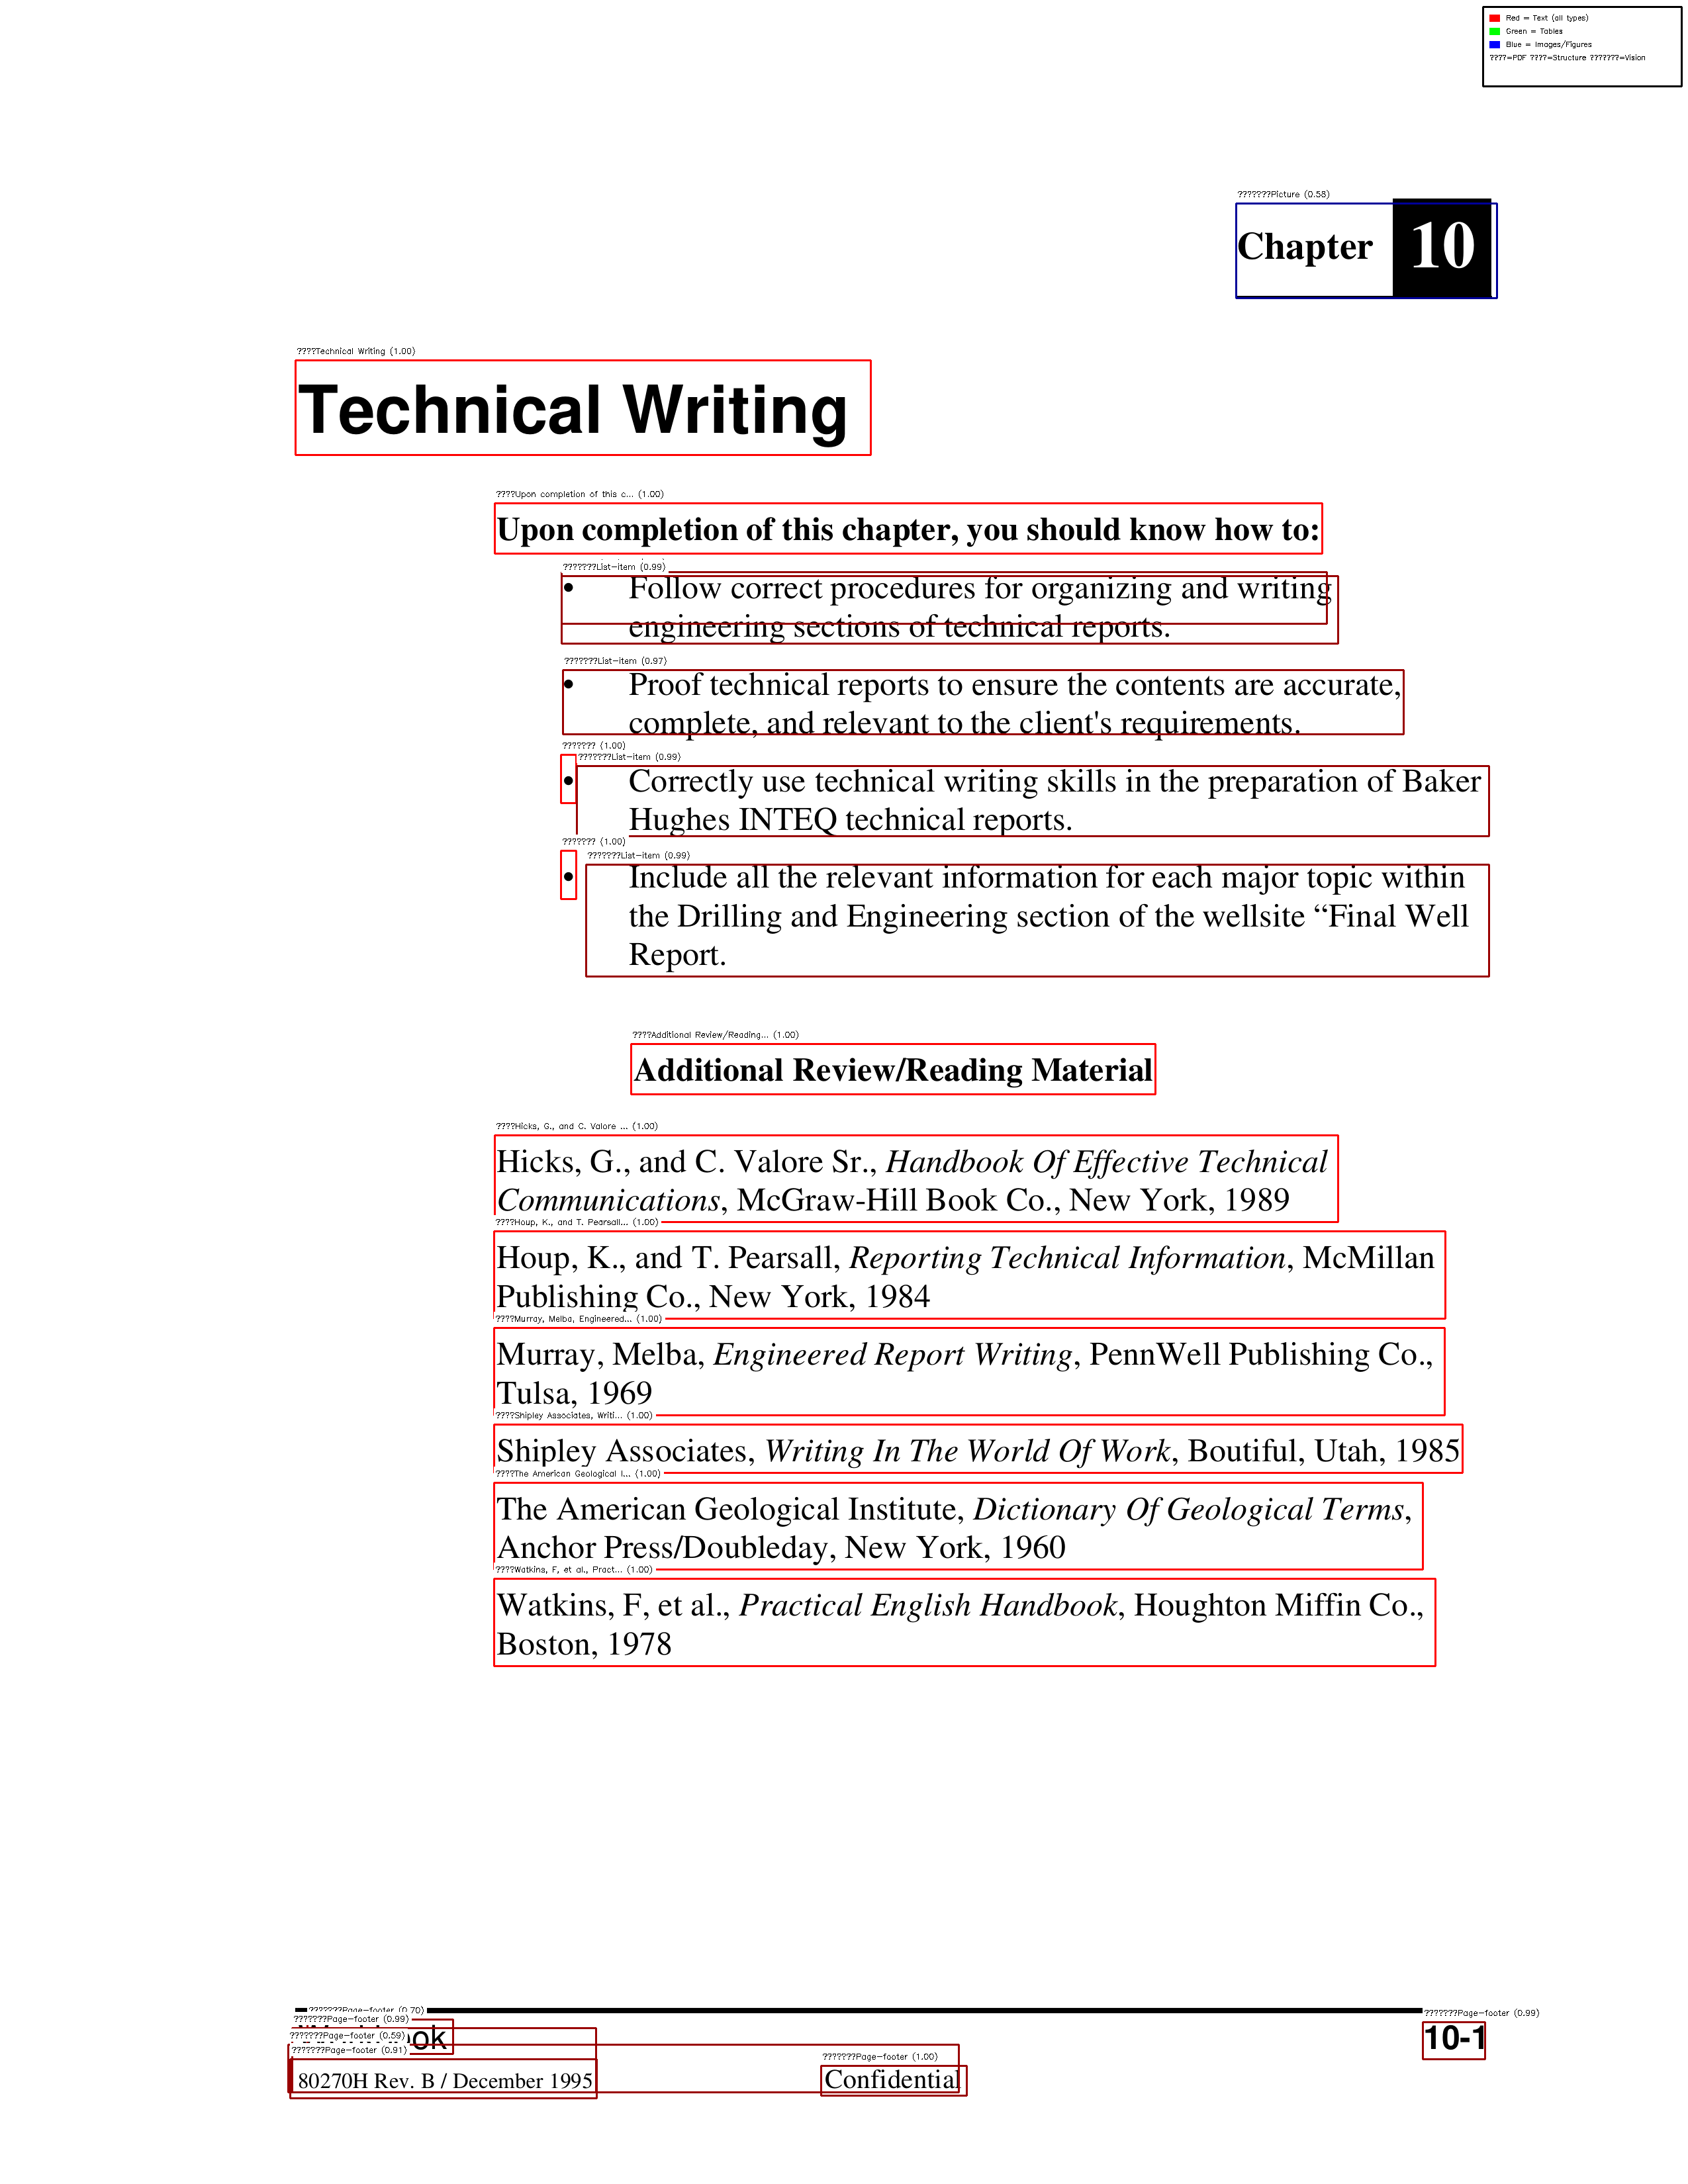 Red = Text (all types)
Green = Tables
Blue = Images/Figures
????=PDF ????=Structure ???????=Vision
???????Picture (0.58)
Chapter 10
????Technical Writing (1.00)
Technical Writing
????Upon completion of this c... (1.00)
Upon completion of this chapter, you should know how to:
???????List-item (0.99)
• Follow correct procedures for organizing and writing
engineering sections of technical reports.
???????List-item (0.97)
• Proof technical reports to ensure the contents are accurate,
complete, and relevant to the client's requirements.
??????? (1.00)
???????List-item (0.99)
• Correctly use technical writing skills in the preparation of Baker
Hughes INTEQ technical reports.
??????? (1.00)
???????List-item (0.99)
• Include all the relevant information for each major topic within
the Drilling and Engineering section of the wellsite “Final Well
Report.
????Additional Review/Reading... (1.00)
Additional Review/Reading Material
????Hicks, G., and C. Valore ... (1.00)
Hicks, G., and C. Valore Sr., Handbook Of Effective Technical
Communications, McGraw-Hill Book Co., New York, 1989
????Houp, K., and T. Pearsall... (1.00)
Houp, K., and T. Pearsall, Reporting Technical Information, McMillan
Publishing Co., New York, 1984
????Murray, Melba, Engineered... (1.00)
Murray, Melba, Engineered Report Writing, PennWell Publishing Co.,
Tulsa, 1969
????Shipley Associates, Writi... (1.00)
Shipley Associates, Writing In The World Of Work, Boutiful, Utah, 1985
????The American Geological I... (1.00)
The American Geological Institute, Dictionary Of Geological Terms,
Anchor Press/Doubleday, New York, 1960
????Watkins, F, et al., Pract... (1.00)
Watkins, F, et al., Practical English Handbook, Houghton Miffin Co.,
Boston, 1978
???????Page-footer (0.70)
???????Page-footer (0.99)
???????Page-footer (0.99)
10-1
???????Page-footer (0.59)
???????Page-footer (0.91)
???????Page-footer (1.00)
80270H Rev. B / December 1995
Confidential